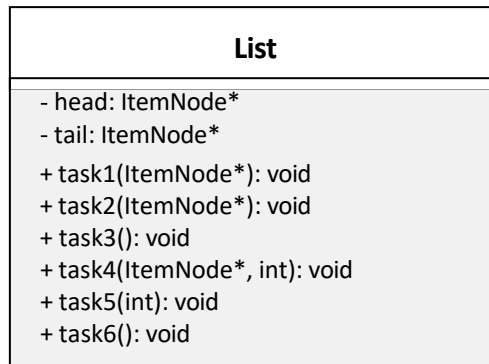 List
- head: ItemNode*
- tail: ItemNode*
+ task1(ItemNode*): void
+ task2(ItemNode*): void
+ task3(): void
+ task4(ItemNode*, int): void
+ task5(int): void
+ task6(): void